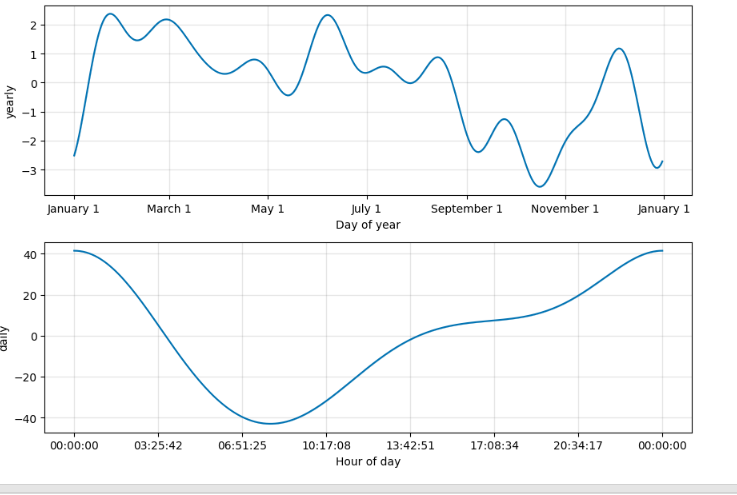 2
1
0
−1
−2
−3
yearly
January 1 March 1 May 1 July 1 September 1 November 1 January 1
Day of year
40
20
0
−20
−40
daily
00:00:00 03:25:42 06:51:25 10:17:08 13:42:51 17:08:34 20:34:17 00:00:00
Hour of day